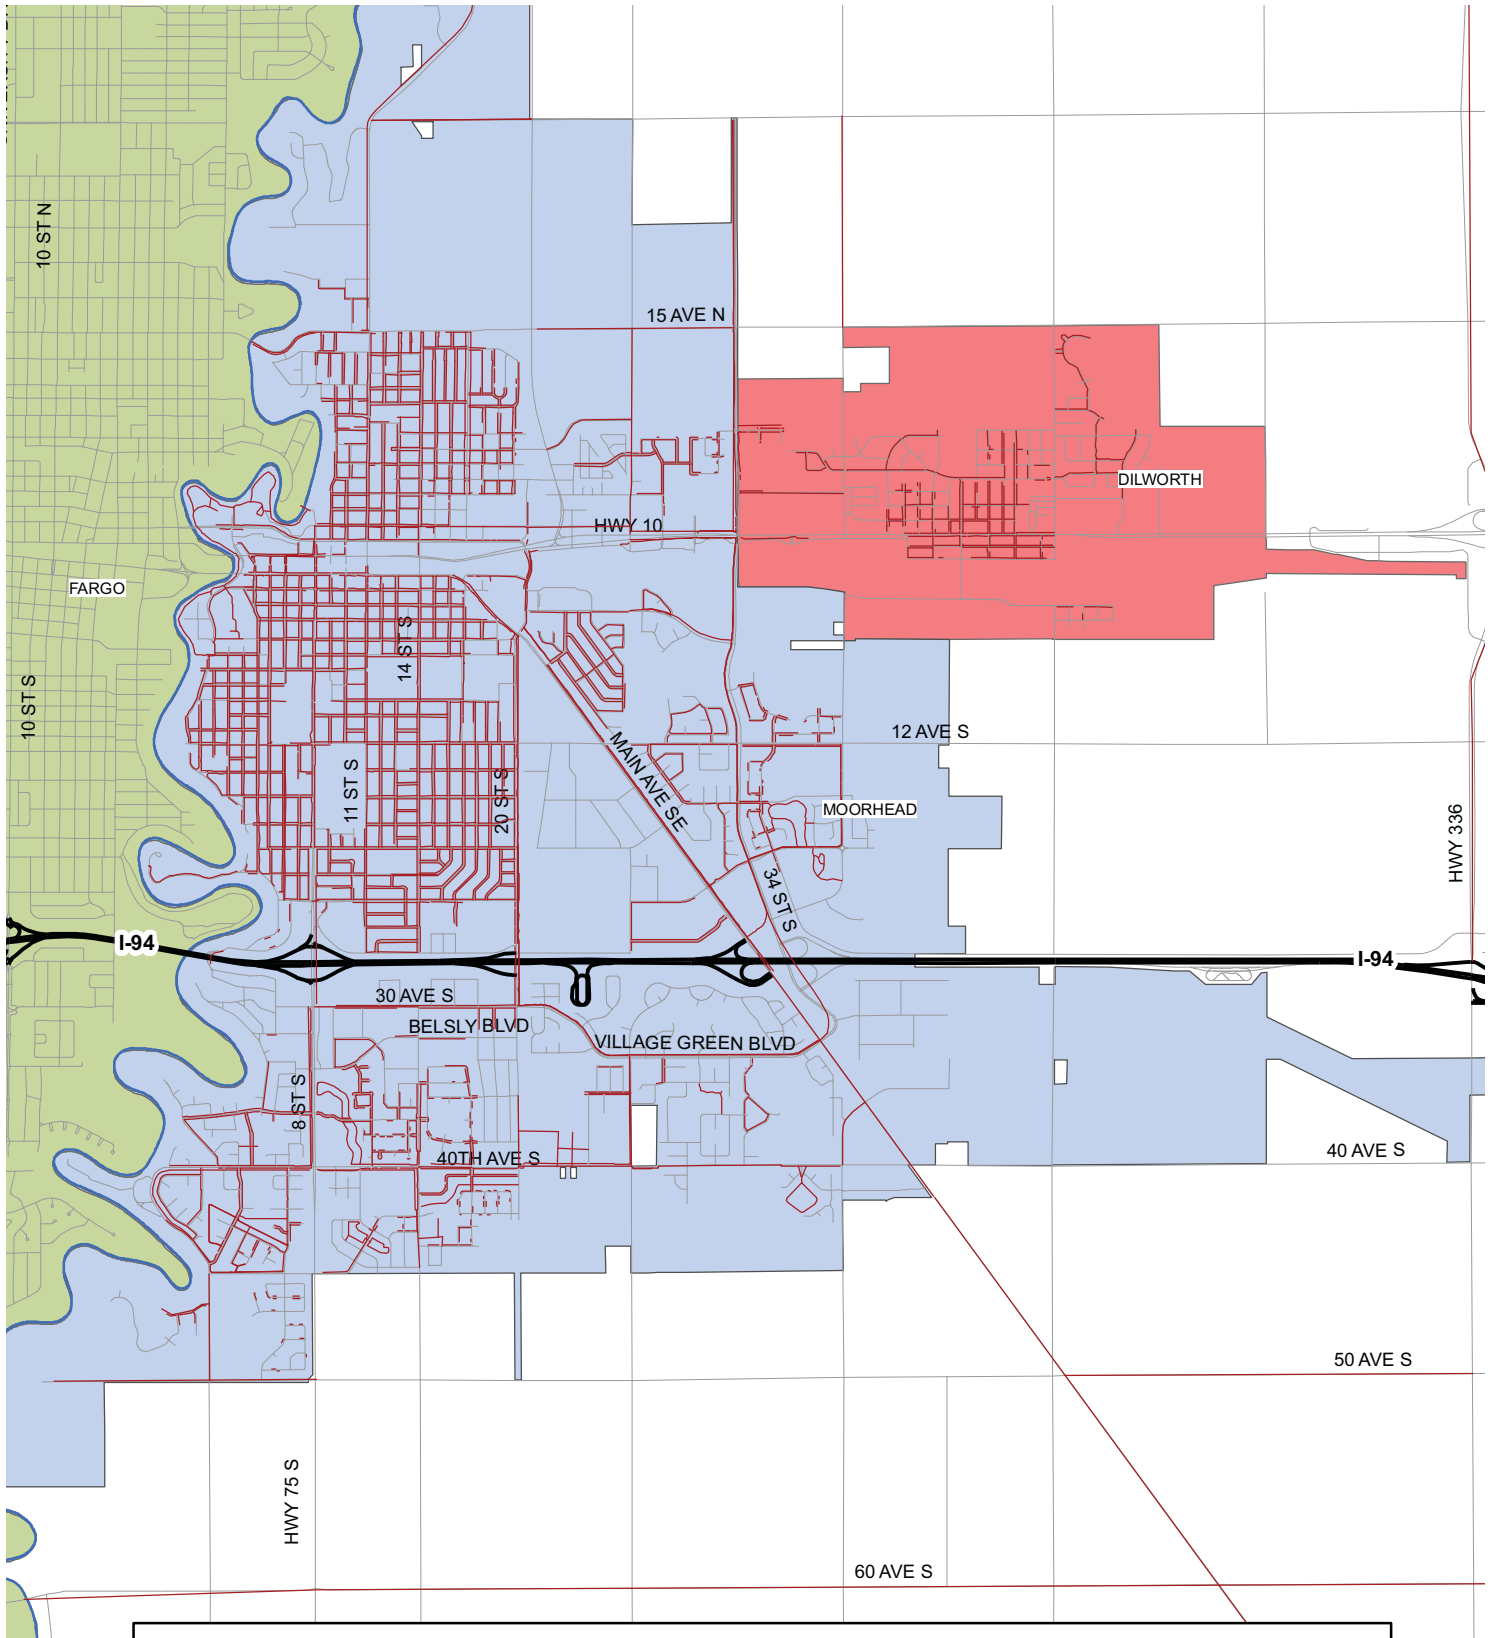 10 ST N
15 AVE N
DILWORTH
HWY 10
FARGO
14 ST S
10 ST S
12 AVE S
MAIN AVE SE
11 ST S
20 ST S
MOORHEAD
HWY 336
34 ST S
I-94
I-94
30 AVE S
BELSLY BLVD
VILLAGE GREEN BLVD
8 ST S
40TH AVE S
40 AVE S
50 AVE S
HWY 75 S
60 AVE S